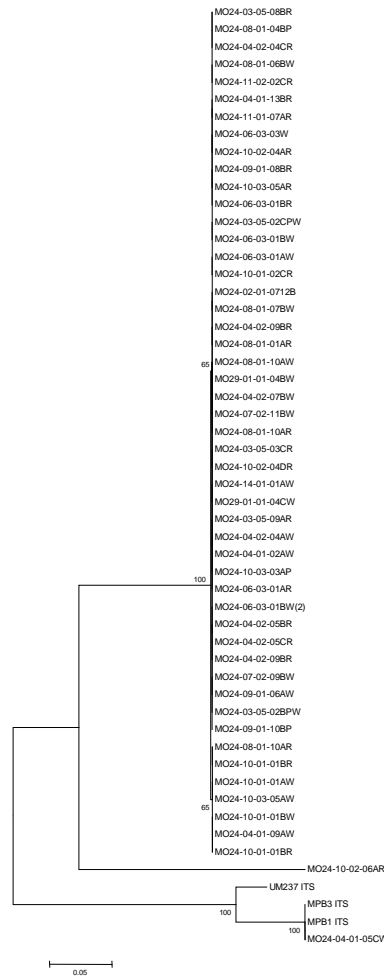 MO24-03-05-08BR
MO24-08-01-04BP
MO24-04-02-04CR
MO24-08-01-06BW
MO24-11-02-02CR
MO24-04-01-13BR
MO24-11-01-07AR
MO24-06-03-03W
MO24-10-02-04AR
MO24-09-01-08BR
MO24-10-03-05AR
MO24-06-03-01BR
MO24-03-05-02CPW
MO24-06-03-01BW
MO24-06-03-01AW
MO24-10-01-02CR
MO24-02-01-0712B
MO24-08-01-07BW
MO24-04-02-09BR
MO24-08-01-01AR
65
MO24-08-01-10AW
MO29-01-01-04BW
MO24-04-02-07BW
MO24-07-02-11BW
MO24-08-01-10AR
MO24-03-05-03CR
MO24-10-02-04DR
MO24-14-01-01AW
MO29-01-01-04CW
MO24-03-05-09AR
MO24-04-02-04AW
MO24-04-01-02AW
MO24-10-03-03AP
100
MO24-06-03-01AR
MO24-06-03-01BW(2)
MO24-04-02-05BR
MO24-04-02-05CR
MO24-04-02-09BR
MO24-07-02-09BW
MO24-09-01-06AW
MO24-03-05-02BPW
MO24-09-01-10BP
MO24-08-01-10AR
MO24-10-01-01BR
MO24-10-01-01AW
MO24-10-03-05AW
65
MO24-10-01-01BW
MO24-04-01-09AW
MO24-10-01-01BR
MO24-10-02-06AR
UM237 ITS
MPB3 ITS
100
MPB1 ITS
100
MO24-04-01-05CW
0.05